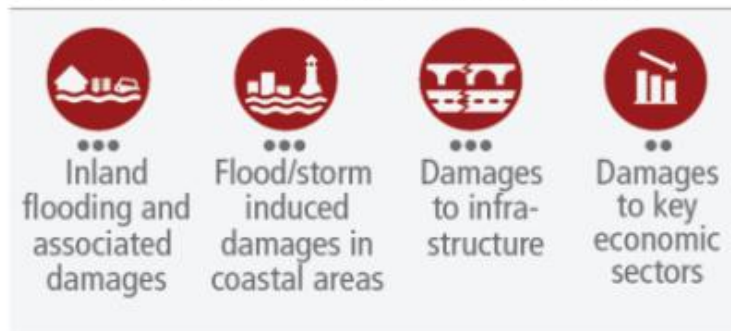 Inland
flooding and
associated
damages
Flood/storm
induced
damages in
coastal areas
Damages
to infra-
structure
Damages
to key
economic
sectors